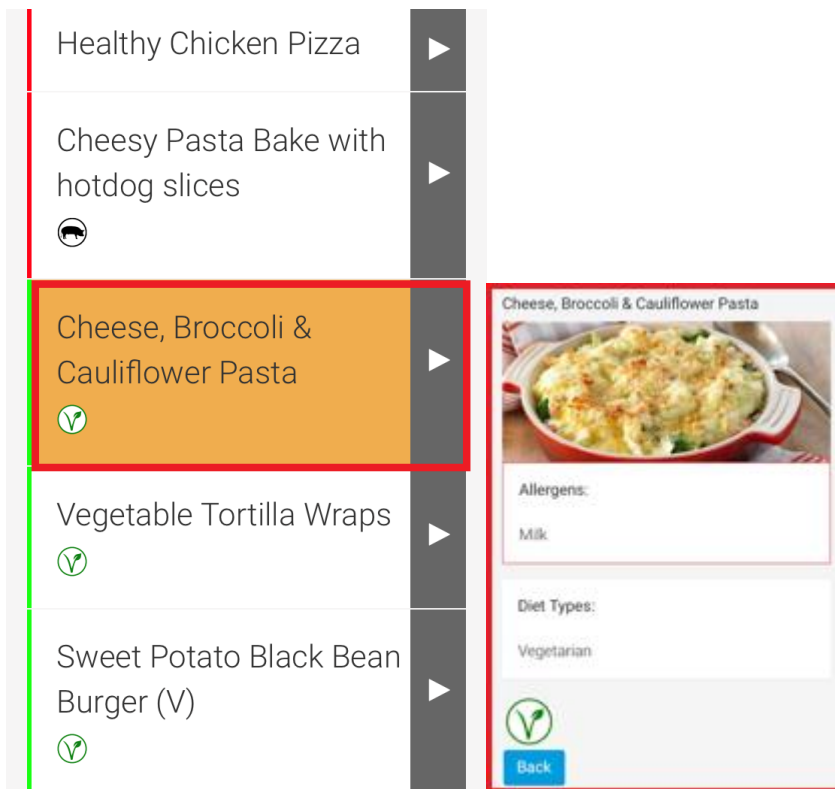 Healthy Chicken Pizza
Cheesy Pasta Bake with
hotdog slices
Cheese, Broccoli &
Cauliflower Pasta
Vegetable Tortilla Wraps
Sweet Potato Black Bean
Burger (V)
Cheese, Broccoli & Cauliflower Pasta
Allergens:
Milk
Diet Types:
Vegetarian
Back